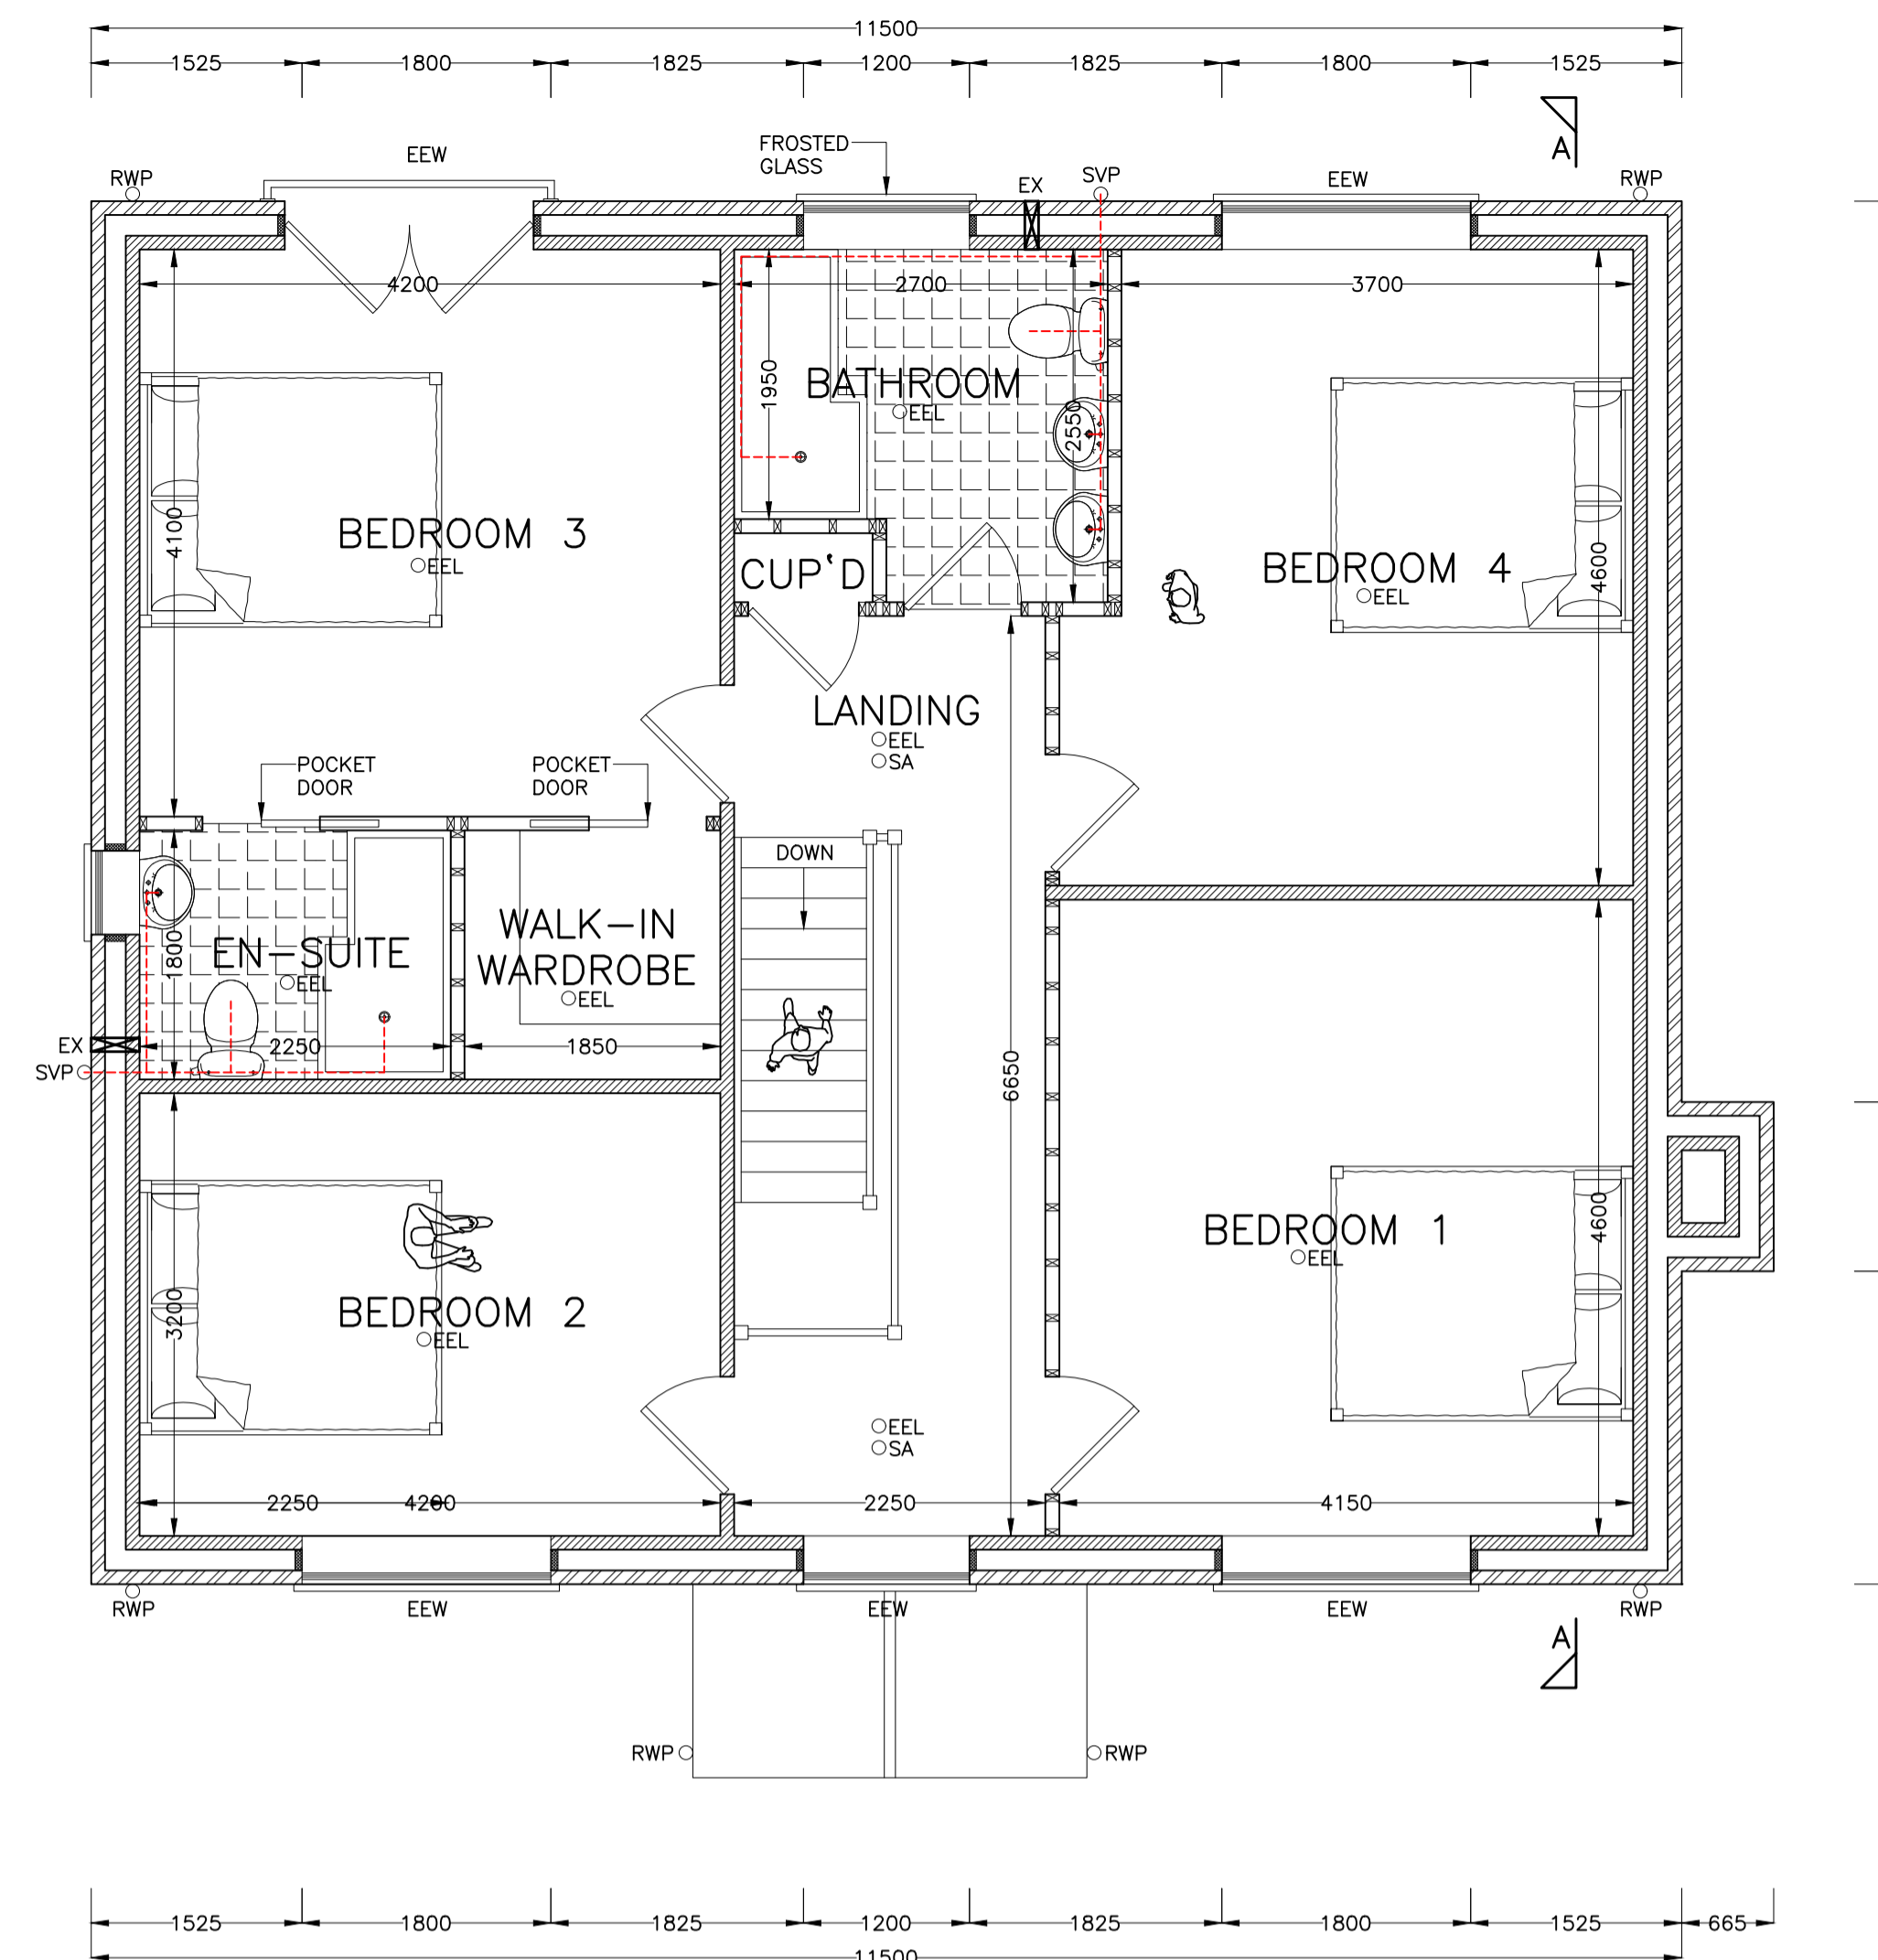 11500
1525 1800 1825 1200 1825 1800 1525
A
FROSTED
GLASS
EEW
RWP
EX
SVP
EEW
RWP
4200
2700
3700
1950
BATHROOM
EEL
2550
4100
BEDROOM 3
EEL
CUP'D
BEDROOM 4
EEL
4600
LANDING
EEL
SA
POCKET
DOOR
POCKET
DOOR
DOWN
WALK-IN
WARDROBE
EEL
EN-SUITE
EEL
1800
EX
SVP
2250
1850
6650
BEDROOM 1
EEL
4600
BEDROOM 2
EEL
3200
EEL
SA
2250
4200
2250
4150
RWP
EEW
EEW
EEW
RWP
A
RWP
RWP
1525 1800 1825 1200 1825 1800 1525 665
11500